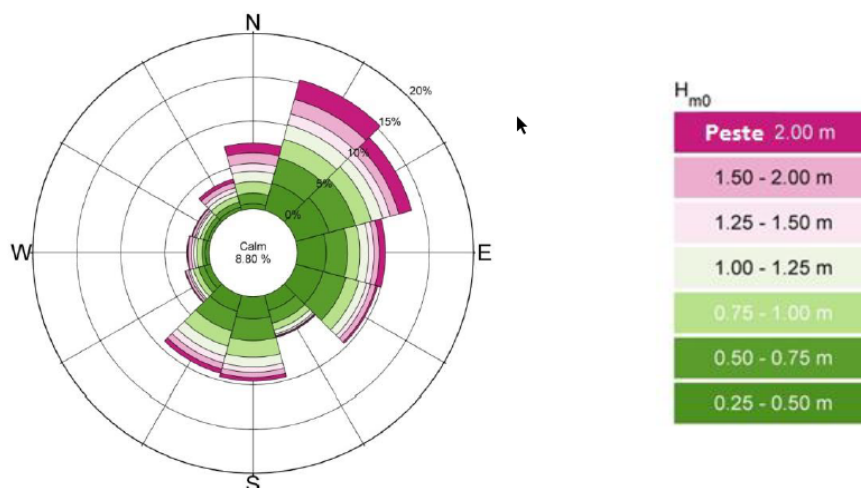 N
20%
15%
10%
5%
0%
W
Calm
8.80 %
E
S
Hm0
Peste 2.00 m
1.50 - 2.00 m
1.25 - 1.50 m
1.00 - 1.25 m
0.75 - 1.00 m
0.50 - 0.75 m
0.25 - 0.50 m